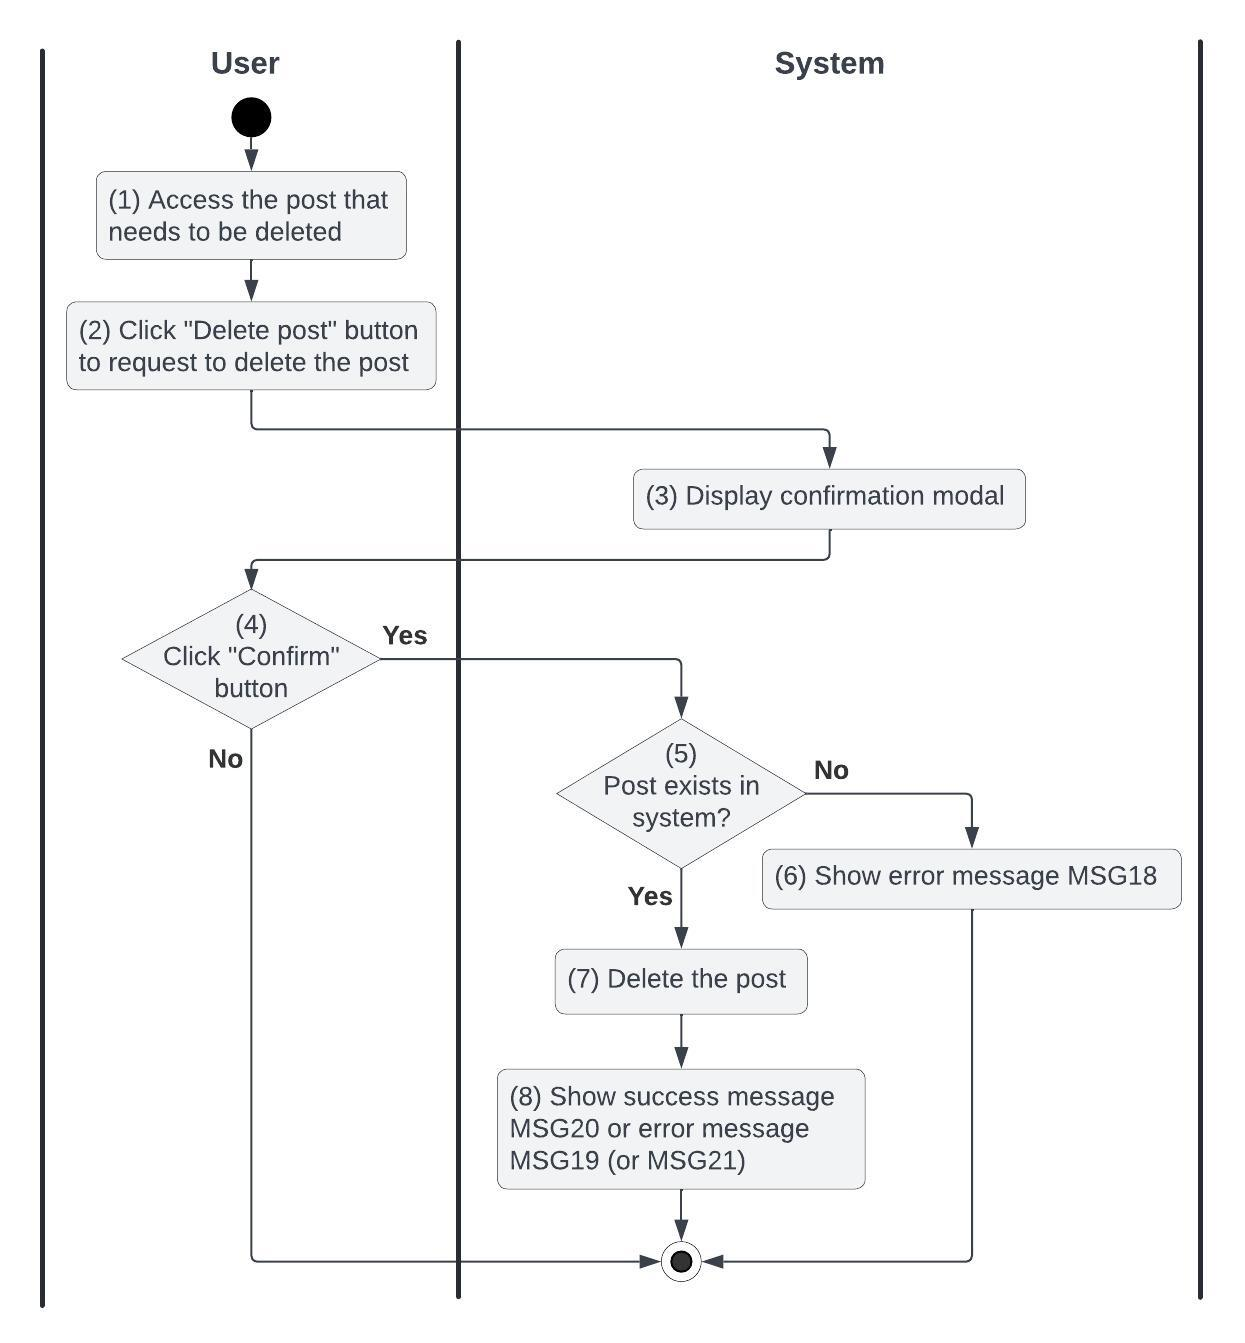 User
System
(1) Access the post that
needs to be deleted
(2) Click "Delete post" button
to request to delete the post
(3) Display confirmation modal
(4)
Click "Confirm"
button
Yes
No
(5)
Post exists in
system?
No
(6) Show error message MSG18
Yes
(7) Delete the post
(8) Show success message
MSG20 or error message
MSG19 (or MSG21)